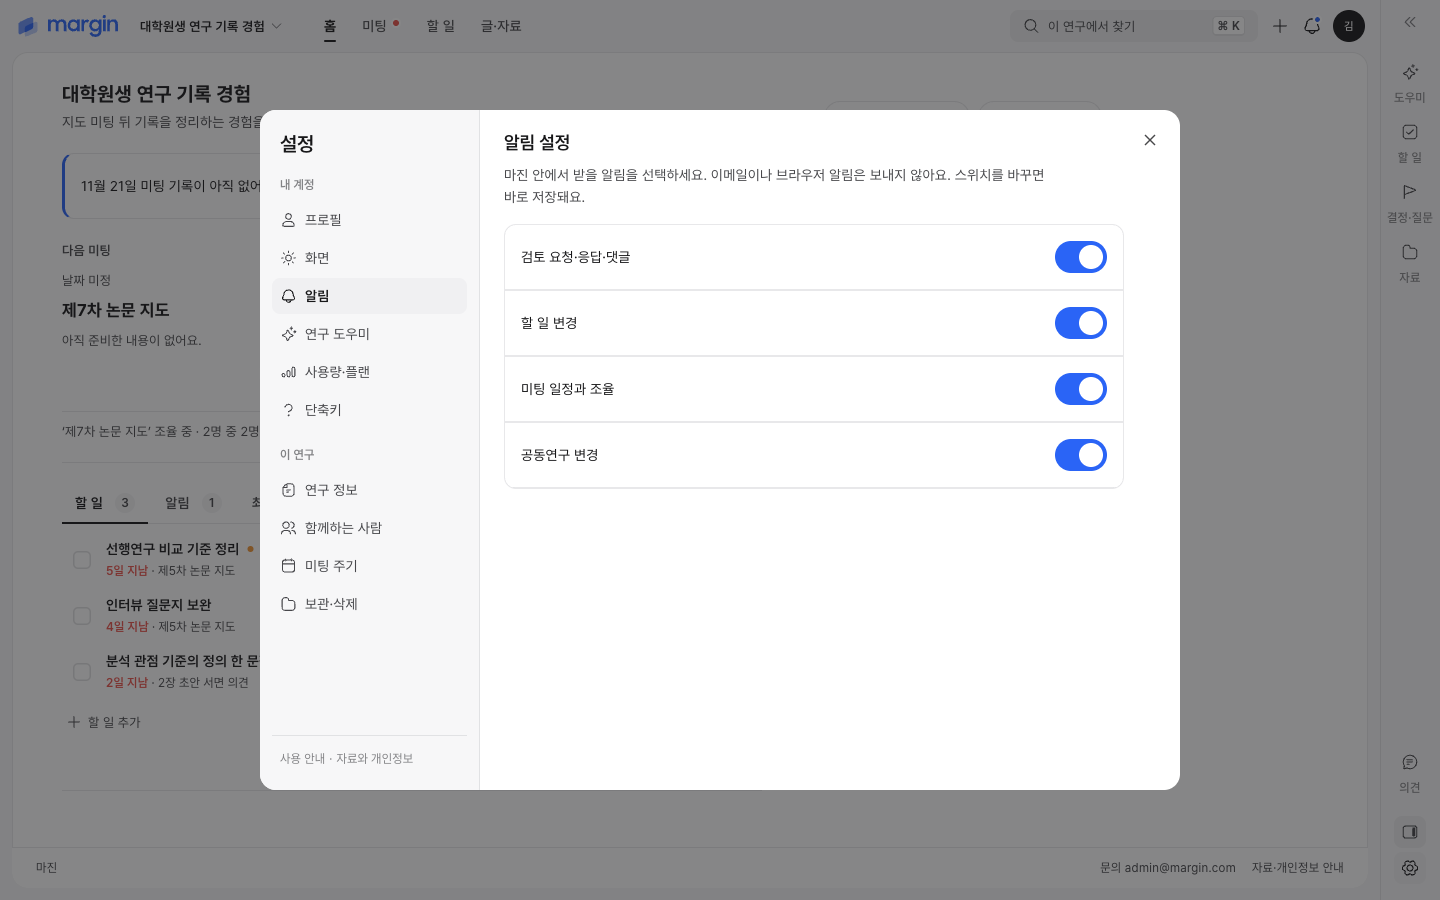 margin
대학원생 연구 기록 경험
홈
미팅
할 일
글·자료
이 연구에서 찾기
⌘ K
김
대학원생 연구 기록 경험
지도 미팅 뒤 기록을 정리하는 경험을
11월 21일 미팅 기록이 아직 없어
다음 미팅
날짜 미정
제7차 논문 지도
아직 준비한 내용이 없어요.
'제7차 논문 지도' 조율 중 · 2명 중 2명
할 일 3
알림 1
선행연구 비교 기준 정리
5일 지남 · 제5차 논문 지도
인터뷰 질문지 보완
4일 지남 · 제5차 논문 지도
분석 관점 기준의 정의 한 문
2일 지남 · 2장 초안 서면 의견
할 일 추가
설정
내 계정
프로필
화면
알림
연구 도우미
사용량·플랜
단축키
이 연구
연구 정보
함께하는 사람
미팅 주기
보관·삭제
사용 안내 · 자료와 개인정보
알림 설정
마진 안에서 받을 알림을 선택하세요. 이메일이나 브라우저 알림은 보내지 않아요. 스위치를 바꾸면
바로 저장돼요.
검토 요청·응답·댓글
할 일 변경
미팅 일정과 조율
공동연구 변경
도우미
할 일
결정·질문
자료
의견
마진
문의 admin@margin.com
자료·개인정보 안내